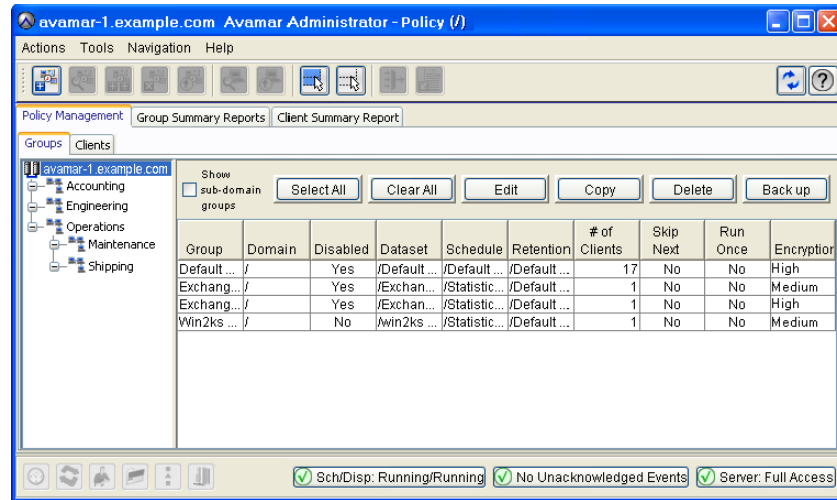 avamar-1.example.com Avamar Administrator - Policy (/)
Actions Tools Navigation Help
Policy Management Group Summary Reports Client Summary Report
Groups Clients
avamar-1.example.com
Accounting
Engineering
Operations
Maintenance
Shipping
Show sub-domain groups
Select All Clear All Edit Copy Delete Back up
Group Domain Disabled Dataset Schedule Retention # of Clients Skip Next Run Once Encryption
Default ... / Yes /Default ... /Default ... /Default ... 17 No No High
Exchang... / Yes /Exchan... /Statistic... /Default ... 1 No No Medium
Exchang... / Yes /Exchan... /Statistic... /Default ... 1 No No High
Win2ks ... / No /win2ks ... /Statistic... /Default ... 1 No No Medium
Sch/Disp: Running/Running No Unacknowledged Events Server: Full Access